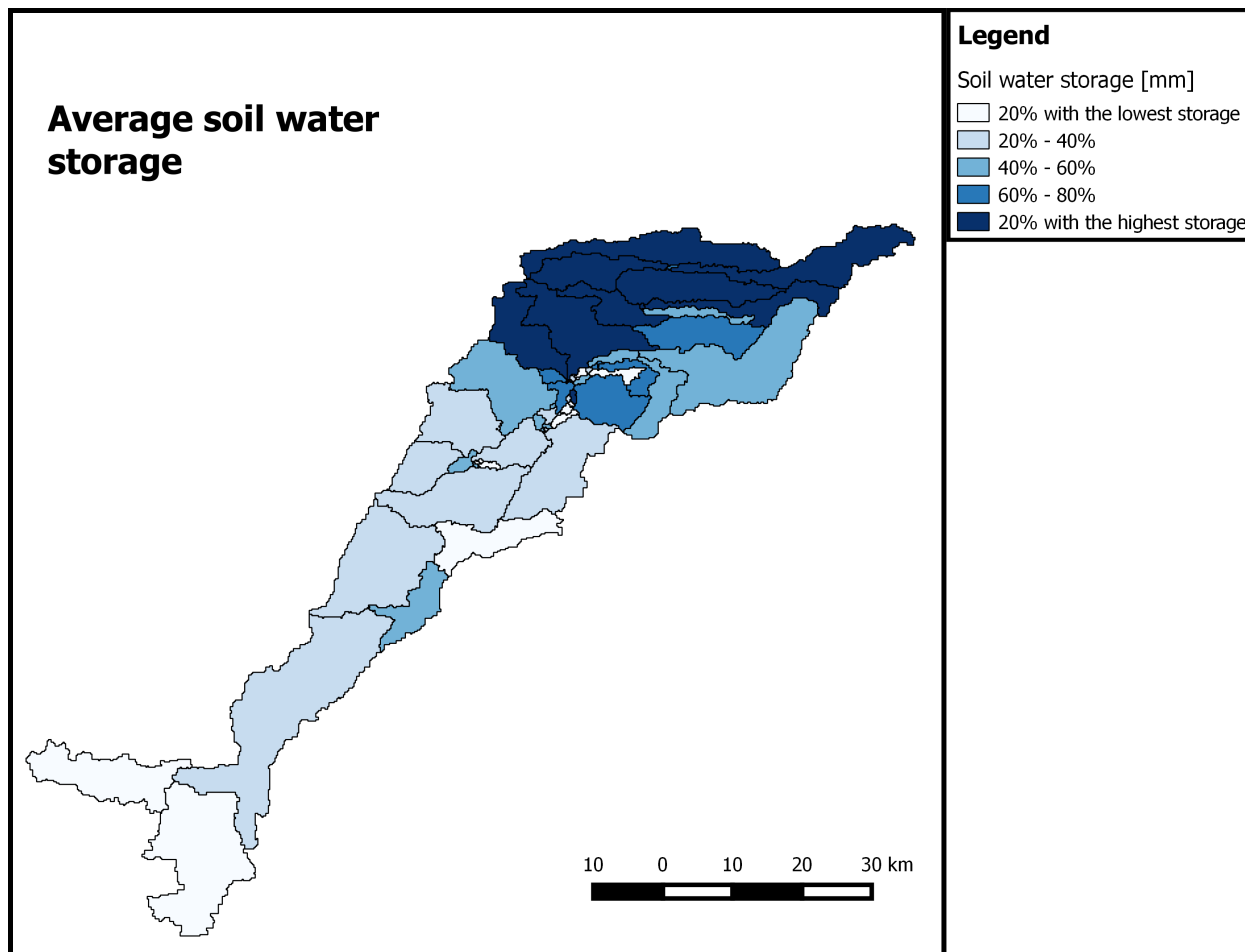 Average soil water
storage
Legend
Soil water storage [mm]
20% with the lowest storage
20% - 40%
40% - 60%
60% - 80%
20% with the highest storage
10 0 10 20 30 km